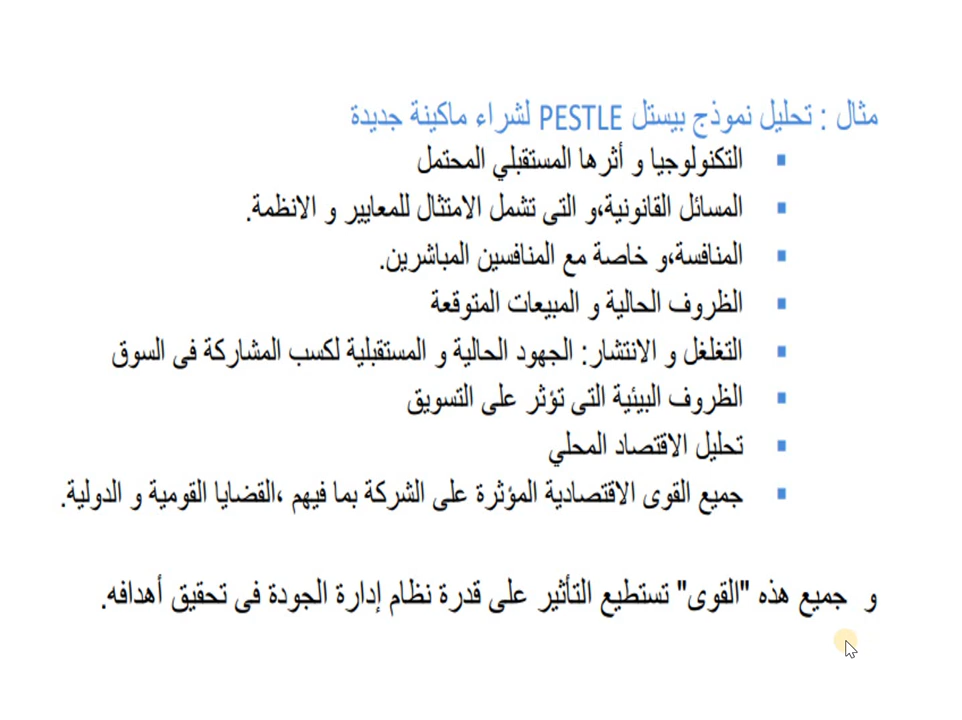 مثال : تحليل نموذج بيستل PESTLE لشراء ماكينة جديدة
التكنولوجيا و أثرها المستقبلي المحتمل
المسائل القانونية،و التى تشمل الامتثال للمعايير و الانظمة.
المنافسة،و خاصة مع المنافسين المباشرين.
الظروف الحالية و المبيعات المتوقعة
التغلغل و الانتشار: الجهود الحالية و المستقبلية لكسب المشاركة فى السوق
الظروف البيئية التى تؤثر على التسويق
تحليل الاقتصاد المحلي
جميع القوى الاقتصادية المؤثرة على الشركة بما فيهم ،القضايا القومية و الدولية.
و جميع هذه "القوى" تستطيع التأثير على قدرة نظام إدارة الجودة فى تحقيق أهدافه.